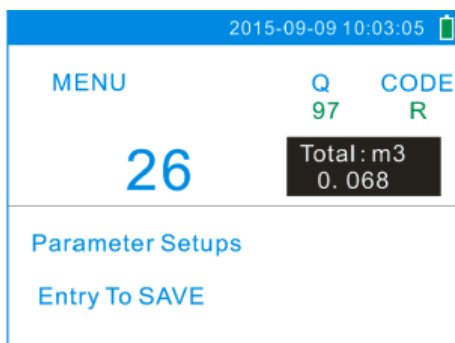 2015-09-09 10:03:05
MENU
Q
CODE
97
R
26
Total: m3
0. 068
Parameter Setups
Entry To SAVE